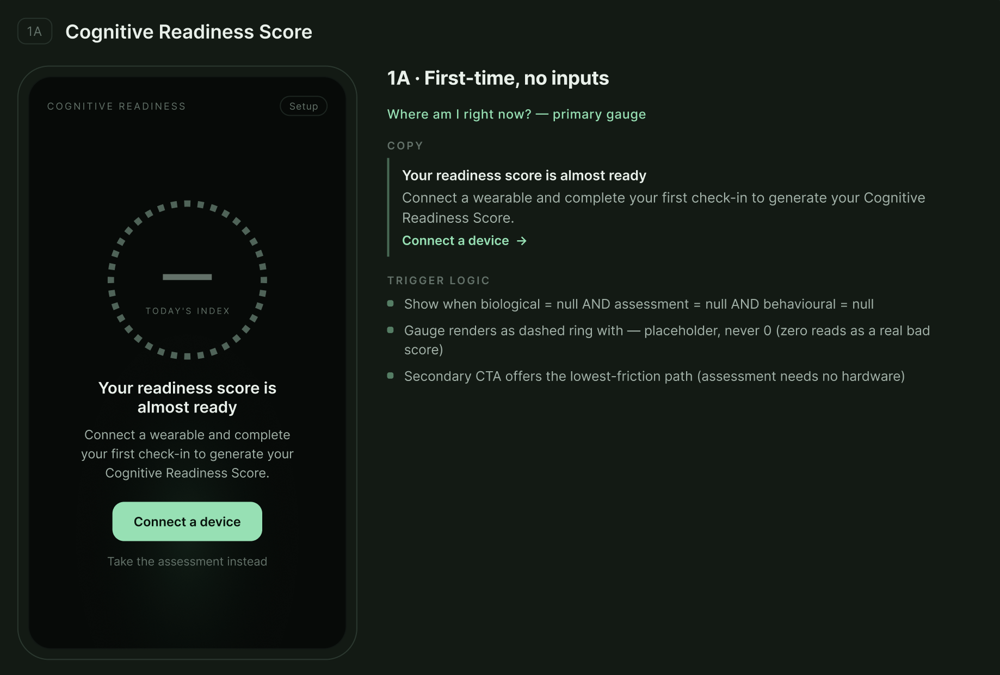 1A
Cognitive Readiness Score
COGNITIVE READINESS
Setup
—
TODAY'S INDEX
Your readiness score is
almost ready
Connect a wearable and complete
your first check-in to generate your
Cognitive Readiness Score.
Connect a device
Take the assessment instead
1A · First-time, no inputs
Where am I right now? — primary gauge
COPY
Your readiness score is almost ready
Connect a wearable and complete your first check-in to generate your Cognitive
Readiness Score.
Connect a device →
TRIGGER LOGIC
Show when biological = null AND assessment = null AND behavioural = null
Gauge renders as dashed ring with — placeholder, never 0 (zero reads as a real bad
score)
Secondary CTA offers the lowest-friction path (assessment needs no hardware)